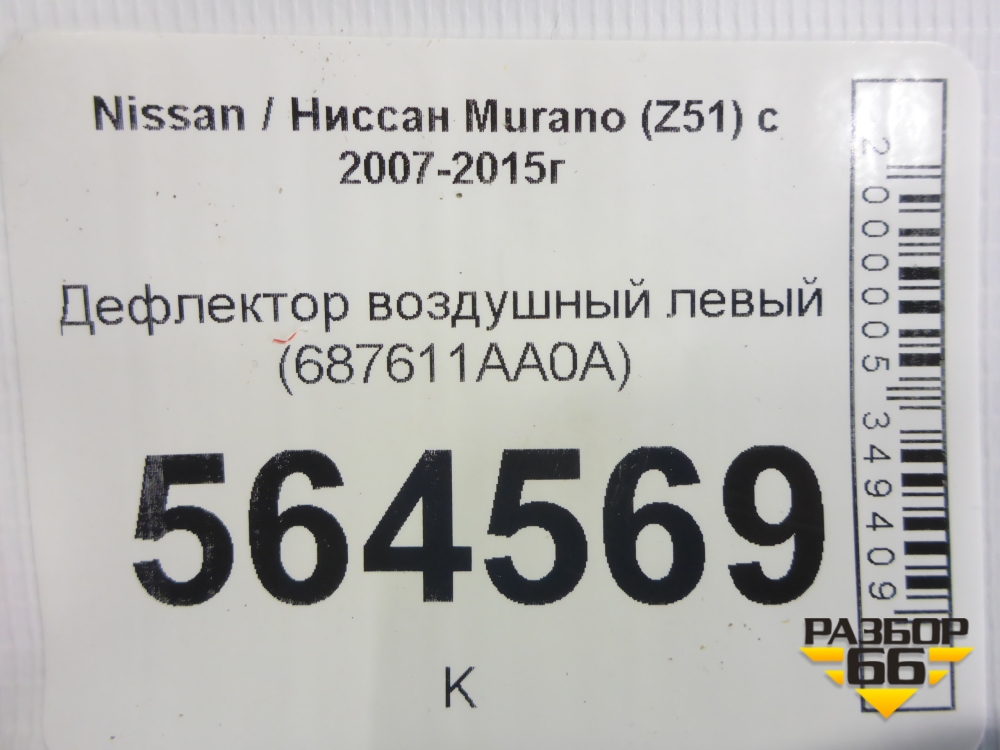 Nissan / Ниссан Murano (Z51) с
2007-2015г
Дефлектор воздушный левый
(687611AA0A)
564569
К
2000005349409
РАЗБОР
66